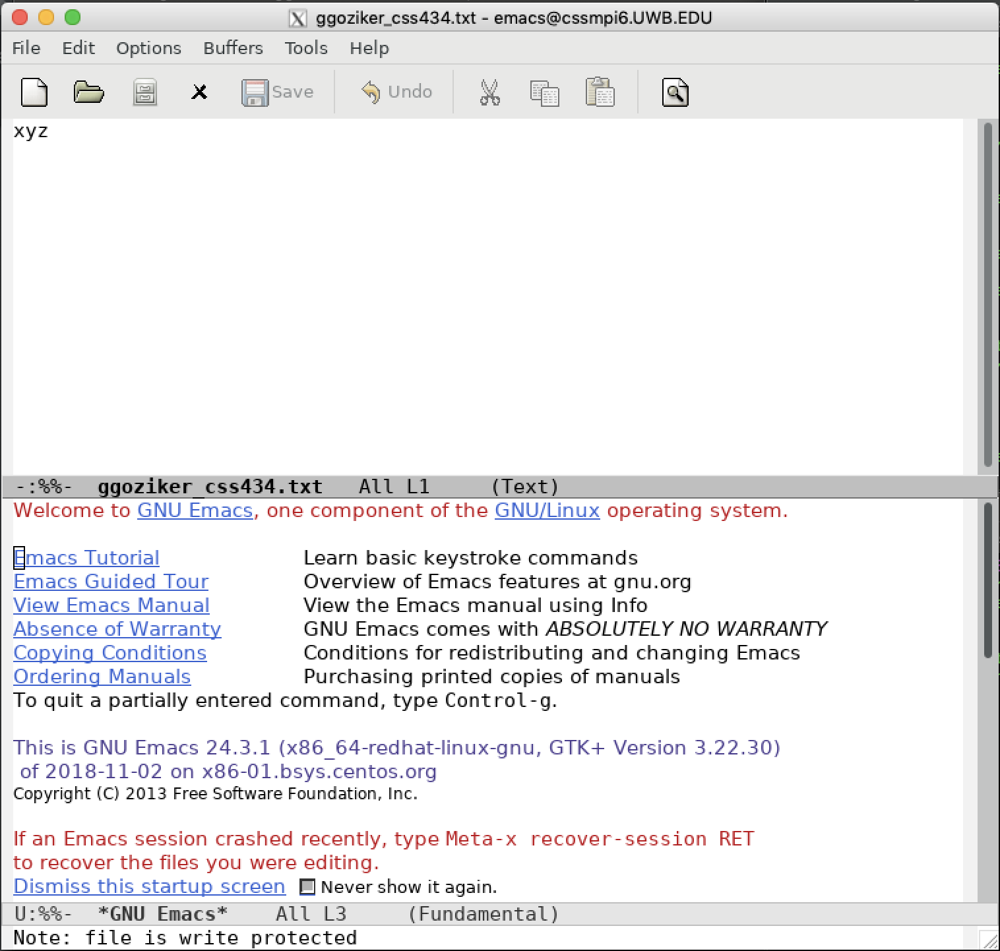 ggoziker_css434.txt - emacs@cssmpi6.UWB.EDU
File Edit Options Buffers Tools Help
Save Undo
xyz
-:%%- ggoziker_css434.txt All L1 (Text)
Welcome to GNU Emacs, one component of the GNU/Linux operating system.
Emacs Tutorial Learn basic keystroke commands
Emacs Guided Tour Overview of Emacs features at gnu.org
View Emacs Manual View the Emacs manual using Info
Absence of Warranty GNU Emacs comes with ABSOLUTELY NO WARRANTY
Copying Conditions Conditions for redistributing and changing Emacs
Ordering Manuals Purchasing printed copies of manuals
To quit a partially entered command, type Control-g.
This is GNU Emacs 24.3.1 (x86_64-redhat-linux-gnu, GTK+ Version 3.22.30)
of 2018-11-02 on x86-01.bsys.centos.org
Copyright (C) 2013 Free Software Foundation, Inc.
If an Emacs session crashed recently, type Meta-x recover-session RET
to recover the files you were editing.
Dismiss this startup screen Never show it again.
U:%%- *GNU Emacs* All L3 (Fundamental)
Note: file is write protected